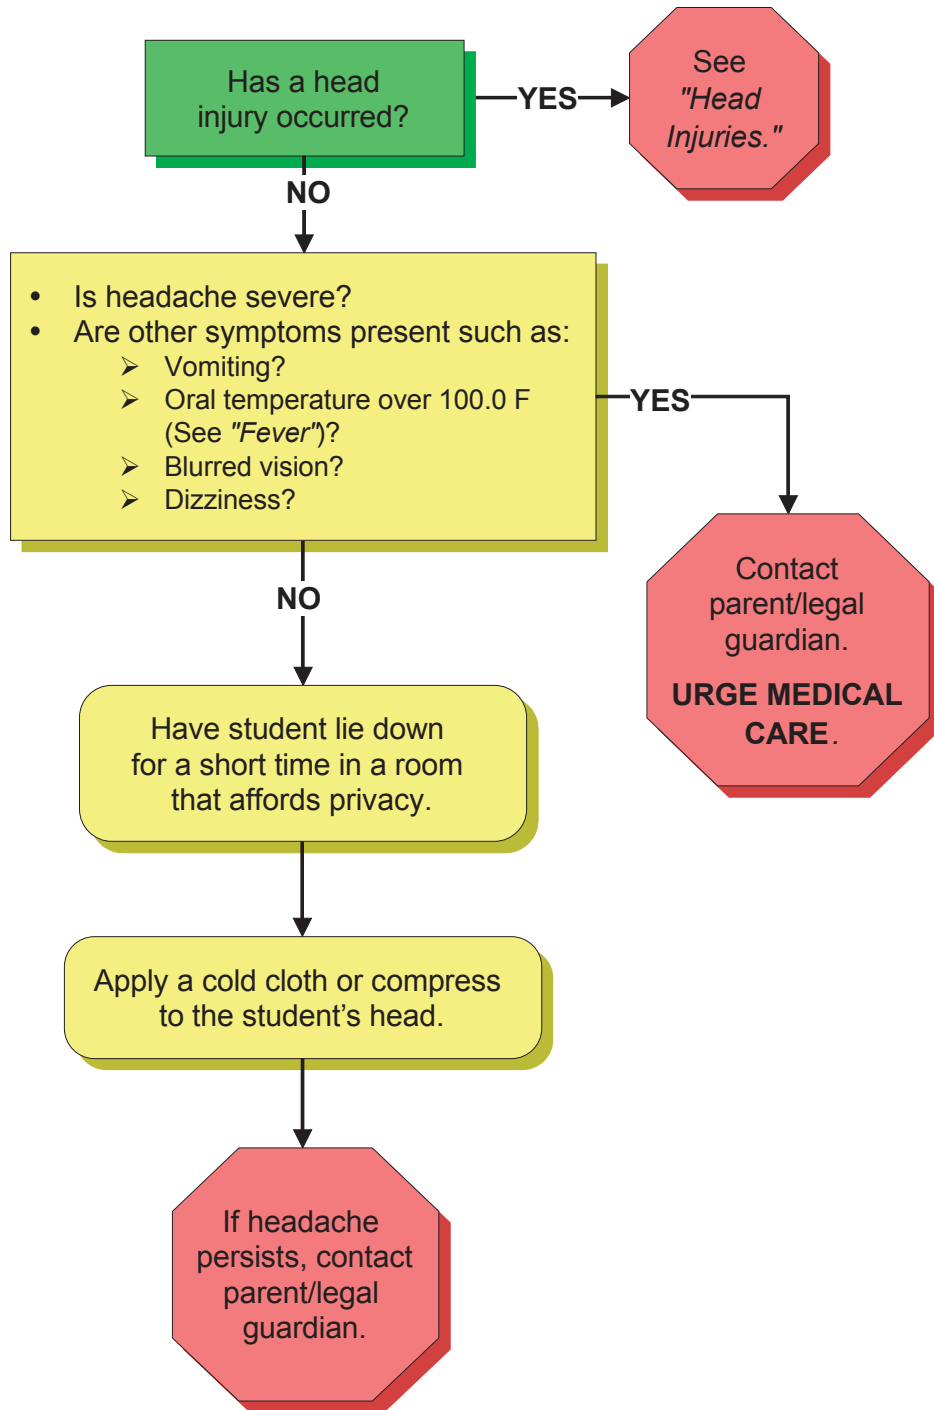 Has a head
injury occurred?
YES
See
"Head
Injuries."
NO
• Is headache severe?
• Are other symptoms present such as:
➢ Vomiting?
➢ Oral temperature over 100.0 F
(See "Fever")?
➢ Blurred vision?
➢ Dizziness?
YES
Contact
parent/legal
guardian.
URGE MEDICAL
CARE.
NO
Have student lie down
for a short time in a room
that affords privacy.
Apply a cold cloth or compress
to the student’s head.
If headache
persists, contact
parent/legal
guardian.